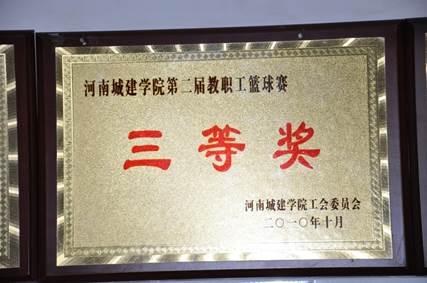 河南城建学院第二届教职工篮球赛
三等奖
河南城建学院工会委员会
二〇一〇年十月